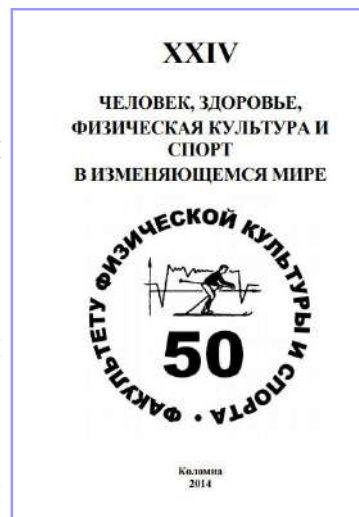 XXIV
ЧЕЛОВЕК, ЗДОРОВЬЕ,
ФИЗИЧЕСКАЯ КУЛЬТУРА И
СПОРТ
В ИЗМЕНЯЮЩЕМСЯ МИРЕ
ФАКУЛЬТЕТУ ФИЗИЧЕСКОЙ КУЛЬТУРЫ И СПОРТА •
50
Коломна
2014